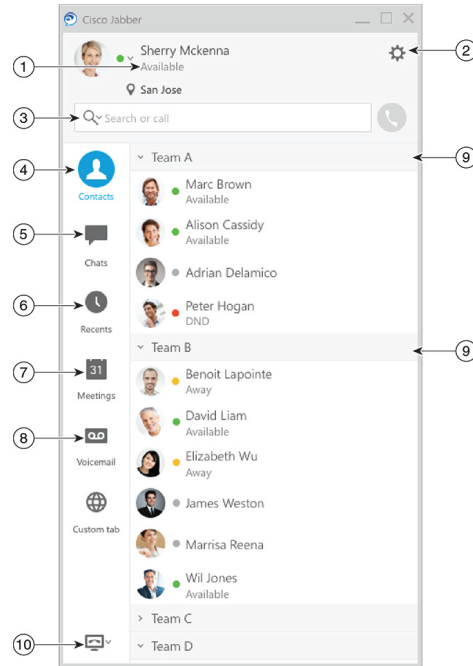 Cisco Jabber
Sherry Mckenna
Available
San Jose
Search or call
Contacts
Chats
Recents
31
Meetings
Voicemail
Custom tab
Team A
Marc Brown
Available
Alison Cassidy
Available
Adrian Delamico
Peter Hogan
DND
Team B
Benoit Lapointe
Away
David Liam
Available
Elizabeth Wu
Away
James Weston
Marrisa Reena
Wil Jones
Available
Team C
Team D
1
2
3
4
5
6
7
8
9
9
10